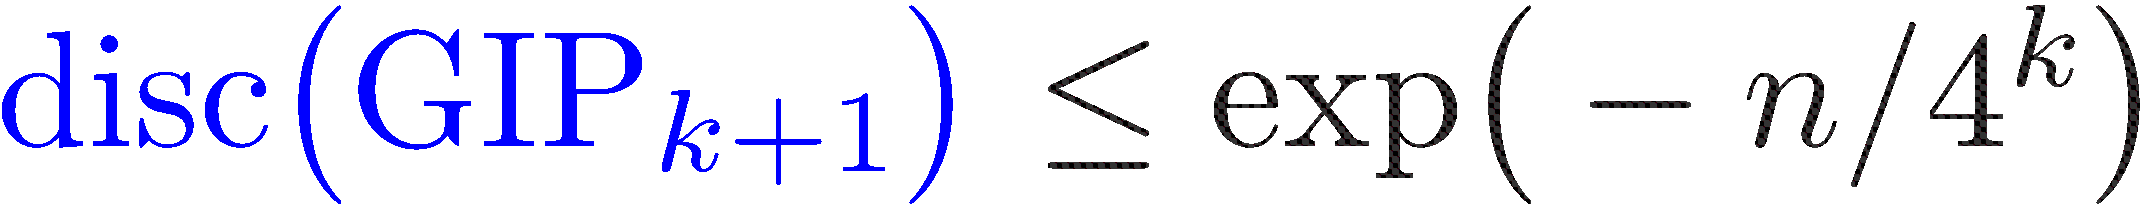 disc(GIP_{k+1}) ≤ exp( − n/4^k)